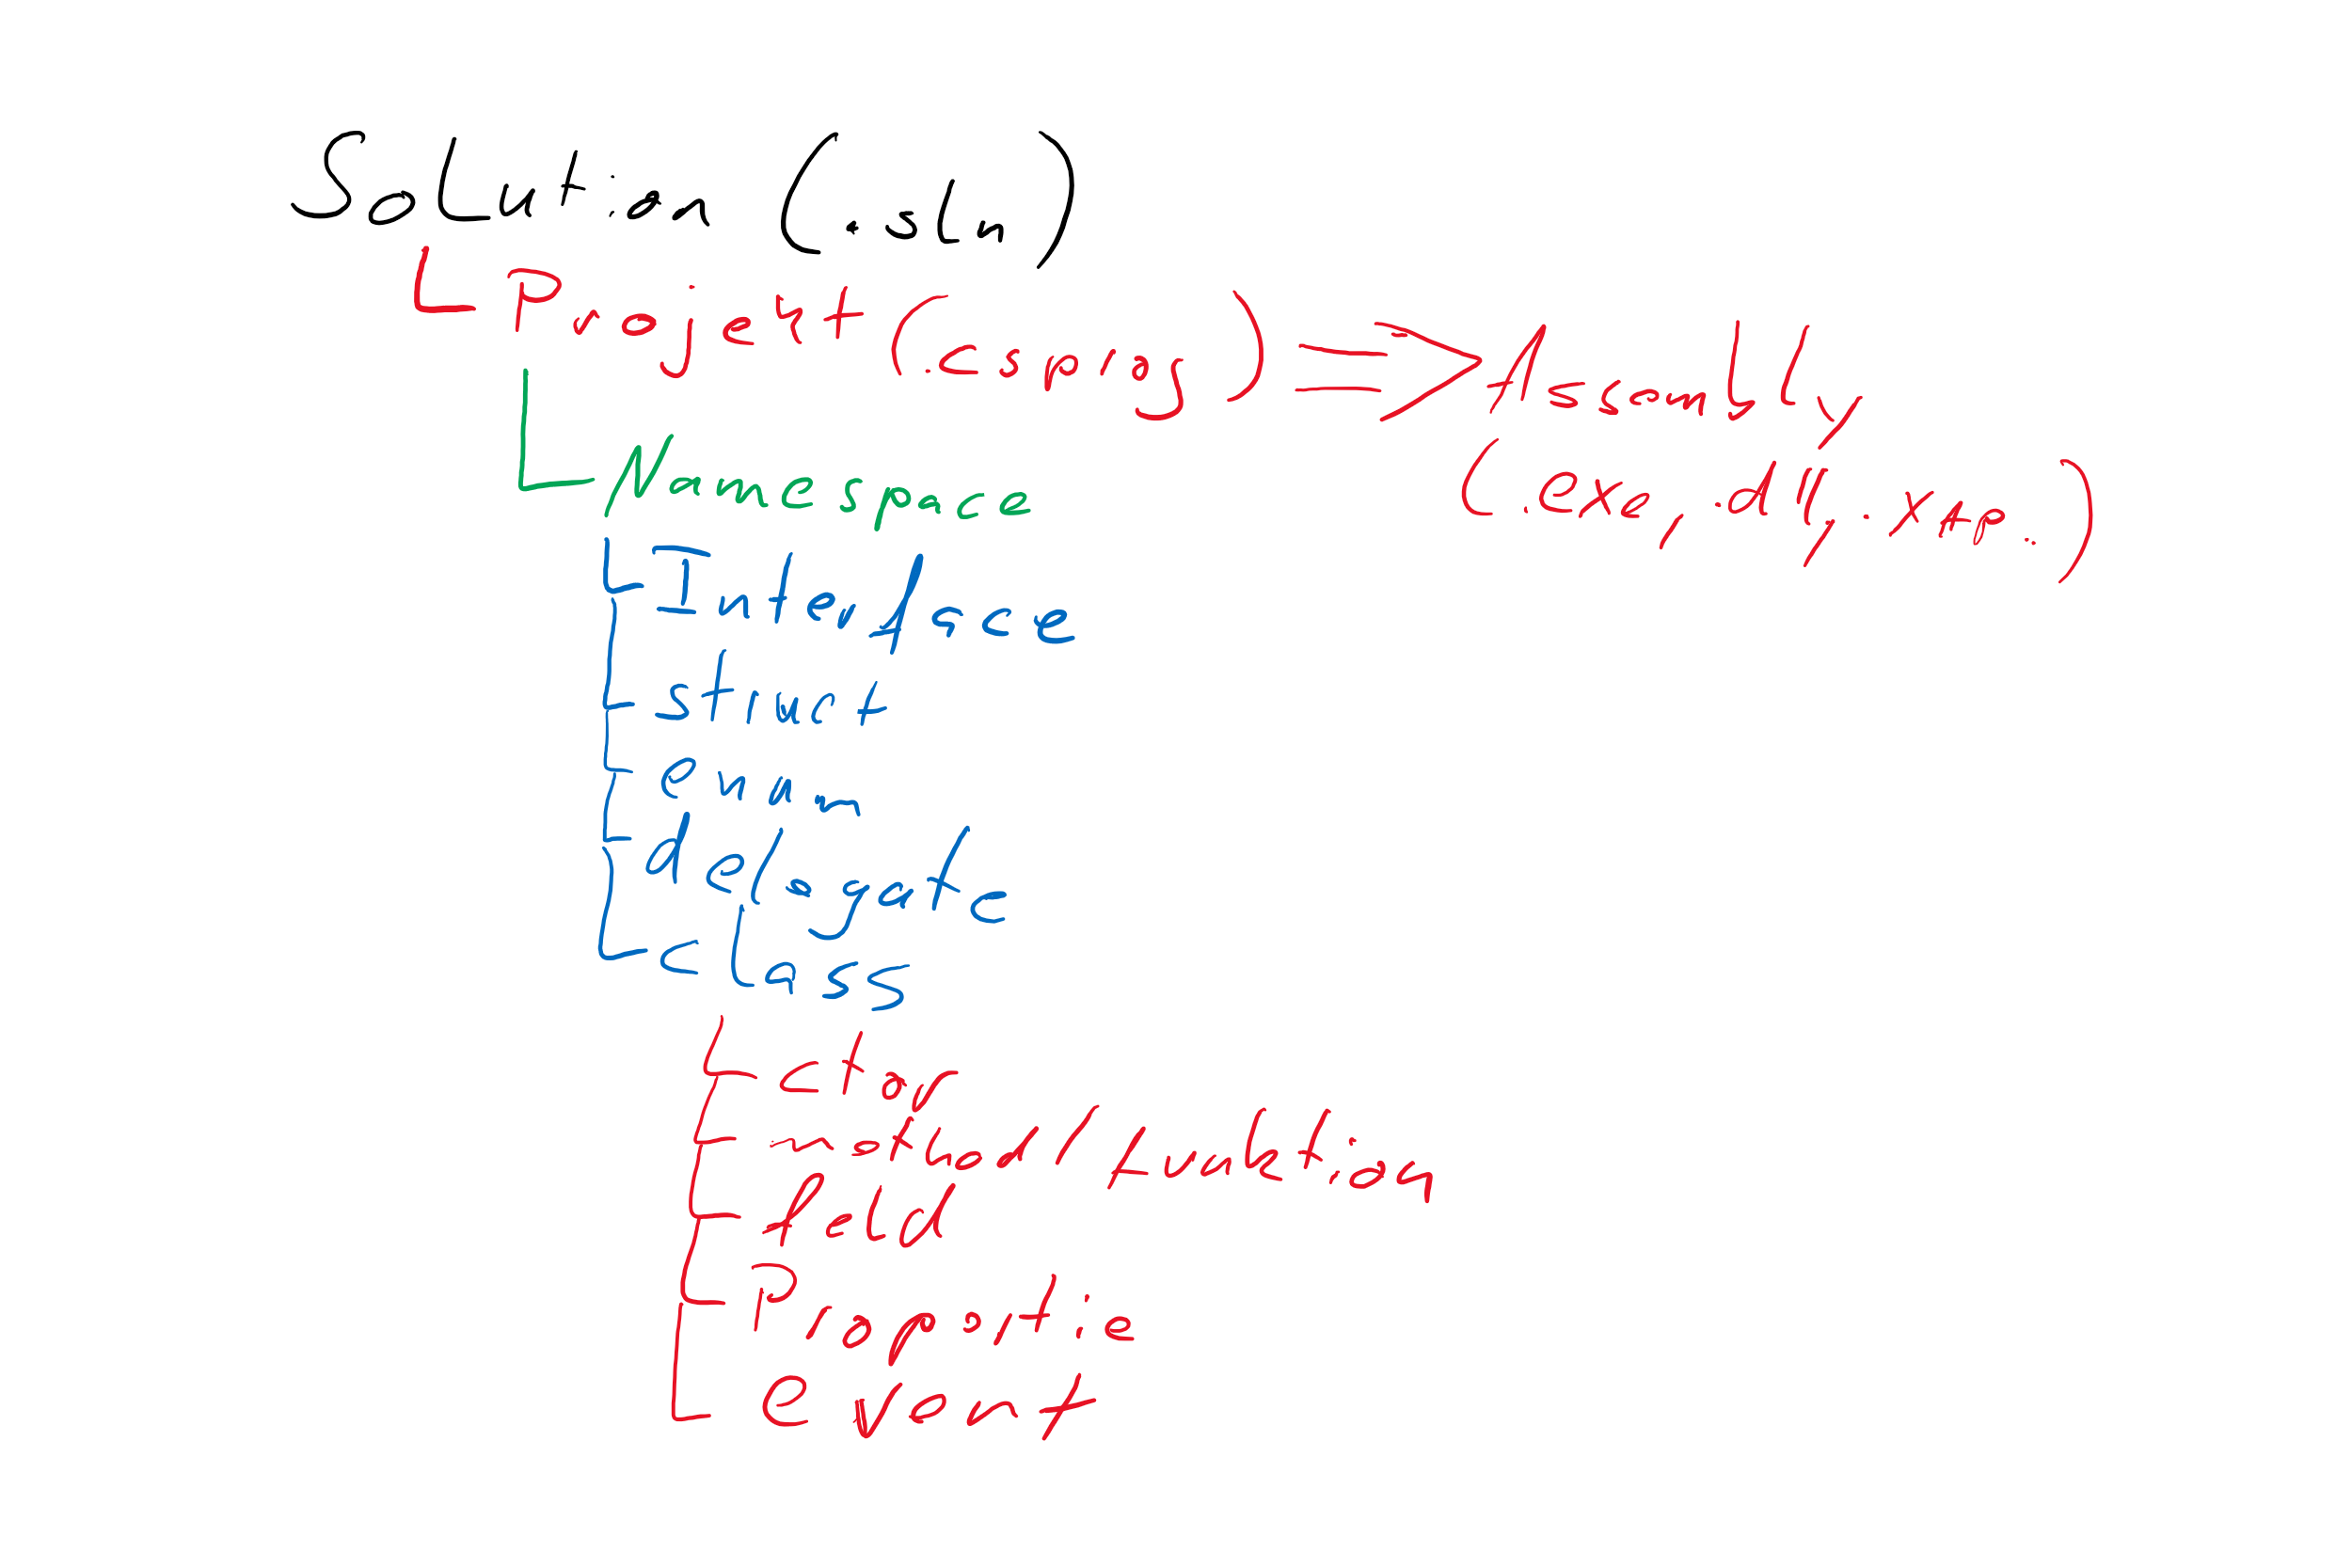 Solution (.sln)
Projekt (.csproj) => Assembly
(.exe, .dll, .XAP..)
Namespace
Interface
struct
enum
delegate
class
ctor
method/funktion
feld
Propertie
event